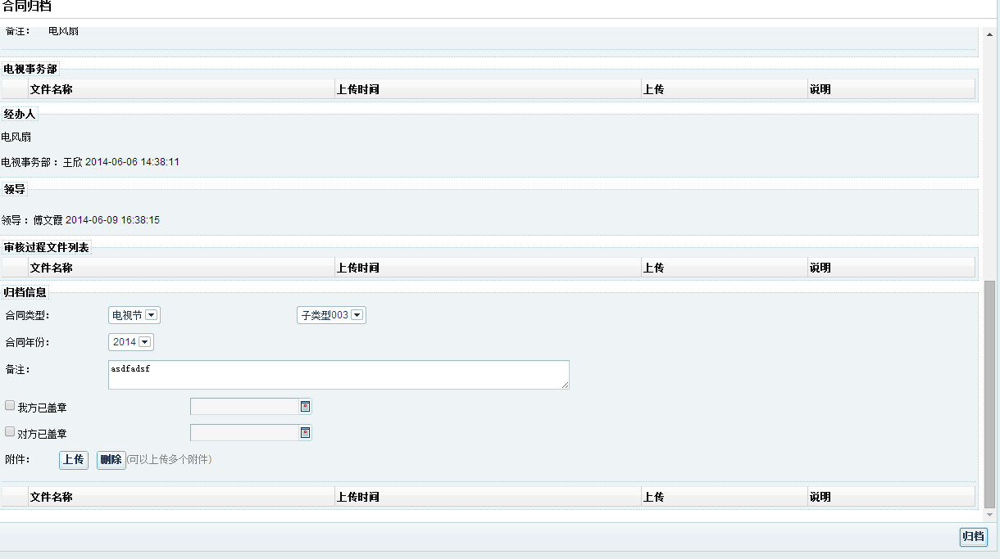 合同归档
备注： 电风扇
电视事务部
文件名称 上传时间 上传 说明
经办人
电风扇
电视事务部：王欣 2014-06-06 14:38:11
领导
领导：傅文霞 2014-06-09 16:38:15
审核过程文件列表
文件名称 上传时间 上传 说明
归档信息
合同类型： 电视节 子类型003
合同年份： 2014
备注： asdfadsf
我方已盖章
对方已盖章
附件： 上传 删除 (可以上传多个附件)
文件名称 上传时间 上传 说明
归档